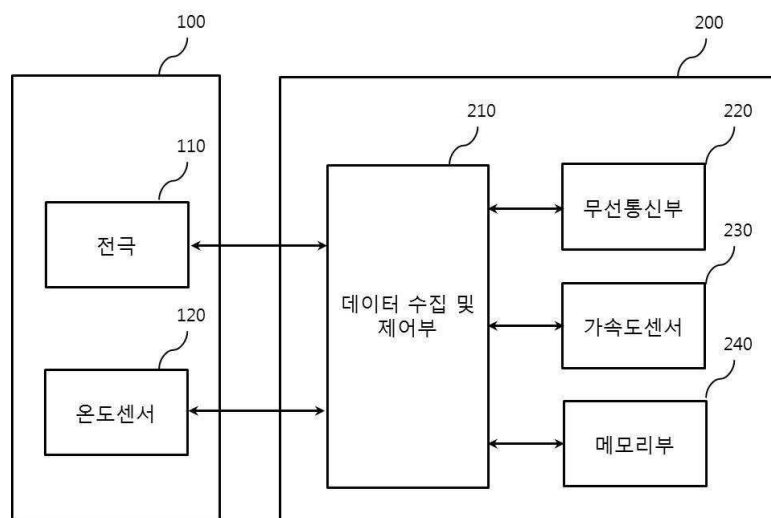 100
200
110
전극
120
온도센서
210
데이터 수집 및
제어부
220
무선통신부
230
가속도센서
240
메모리부